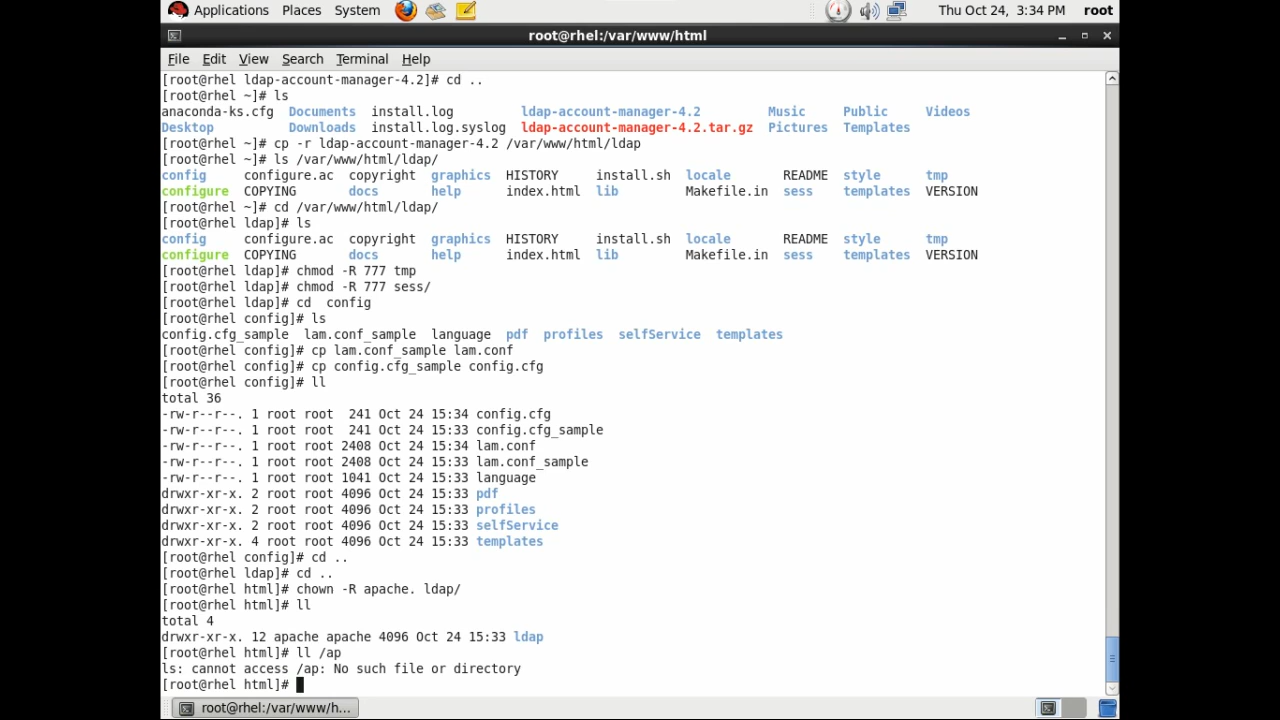 Applications Places System Thu Oct 24, 3:34 PM root
root@rhel:/var/www/html
File Edit View Search Terminal Help
[root@rhel ldap-account-manager-4.2]# cd ..
[root@rhel ~]# ls
anaconda-ks.cfg Documents install.log ldap-account-manager-4.2 Music Public Videos
Desktop Downloads install.log.syslog ldap-account-manager-4.2.tar.gz Pictures Templates
[root@rhel ~]# cp -r ldap-account-manager-4.2 /var/www/html/ldap
[root@rhel ~]# ls /var/www/html/ldap/
config configure.ac copyright graphics HISTORY install.sh locale README style tmp
configure COPYING docs help index.html lib Makefile.in sess templates VERSION
[root@rhel ~]# cd /var/www/html/ldap/
[root@rhel ldap]# ls
config configure.ac copyright graphics HISTORY install.sh locale README style tmp
configure COPYING docs help index.html lib Makefile.in sess templates VERSION
[root@rhel ldap]# chmod -R 777 tmp
[root@rhel ldap]# chmod -R 777 sess/
[root@rhel ldap]# cd  config
[root@rhel config]# ls
config.cfg_sample lam.conf_sample language pdf profiles selfService templates
[root@rhel config]# cp lam.conf_sample lam.conf
[root@rhel config]# cp config.cfg_sample config.cfg
[root@rhel config]# ll
total 36
-rw-r--r--. 1 root root 241 Oct 24 15:34 config.cfg
-rw-r--r--. 1 root root 241 Oct 24 15:33 config.cfg_sample
-rw-r--r--. 1 root root 2408 Oct 24 15:34 lam.conf
-rw-r--r--. 1 root root 2408 Oct 24 15:33 lam.conf_sample
-rw-r--r--. 1 root root 1041 Oct 24 15:33 language
drwxr-xr-x. 2 root root 4096 Oct 24 15:33 pdf
drwxr-xr-x. 2 root root 4096 Oct 24 15:33 profiles
drwxr-xr-x. 2 root root 4096 Oct 24 15:33 selfService
drwxr-xr-x. 4 root root 4096 Oct 24 15:33 templates
[root@rhel config]# cd ..
[root@rhel ldap]# cd ..
[root@rhel html]# chown -R apache. ldap/
[root@rhel html]# ll
total 4
drwxr-xr-x. 12 apache apache 4096 Oct 24 15:33 ldap
[root@rhel html]# ll /ap
ls: cannot access /ap: No such file or directory
[root@rhel html]#
root@rhel:/var/www/h...